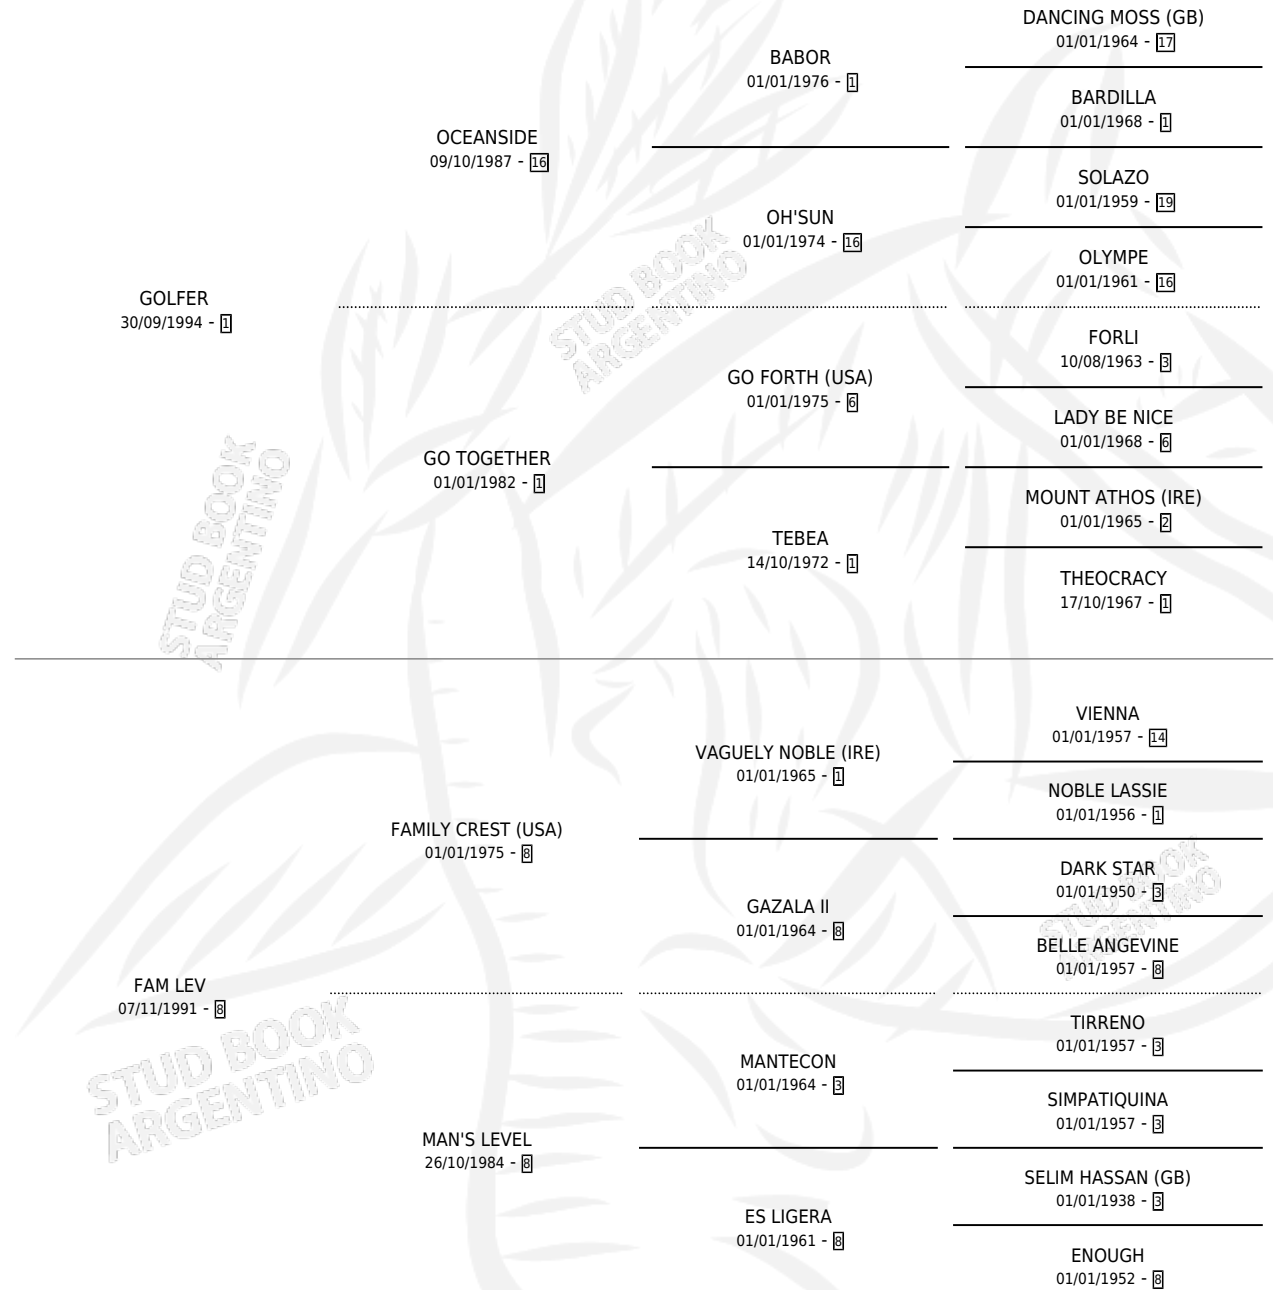 DANCING MOSS (GB)
01/01/1964 - 17
BABOR
01/01/1976 - 1
BARDILLA
01/01/1968 - 1
OCEANSIDE
09/10/1987 - 16
SOLAZO
01/01/1959 - 19
OH'SUN
01/01/1974 - 16
OLYMPE
01/01/1961 - 16
GOLFER
30/09/1994 - 1
FORLI
10/08/1963 - 3
GO FORTH (USA)
01/01/1975 - 6
LADY BE NICE
01/01/1968 - 6
GO TOGETHER
01/01/1982 - 1
MOUNT ATHOS (IRE)
01/01/1965 - 2
TEBEA
14/10/1972 - 1
THEOCRACY
17/10/1967 - 1
VIENNA
01/01/1957 - 14
VAGUELY NOBLE (IRE)
01/01/1965 - 1
NOBLE LASSIE
01/01/1956 - 1
FAMILY CREST (USA)
01/01/1975 - 8
DARK STAR
01/01/1950 - 3
GAZALA II
01/01/1964 - 8
BELLE ANGEVINE
01/01/1957 - 8
FAM LEV
07/11/1991 - 8
TIRRENO
01/01/1957 - 3
MANTECON
01/01/1964 - 3
SIMPATIQUINA
01/01/1957 - 3
MAN'S LEVEL
26/10/1984 - 8
SELIM HASSAN (GB)
01/01/1938 - 3
ES LIGERA
01/01/1961 - 8
ENOUGH
01/01/1952 - 8
STUD BOOK
ARGENTINO
STUD BOOK
ARGENTINO
STUD BOOK
ARGENTINO
STUD BOOK
ARGENTINO